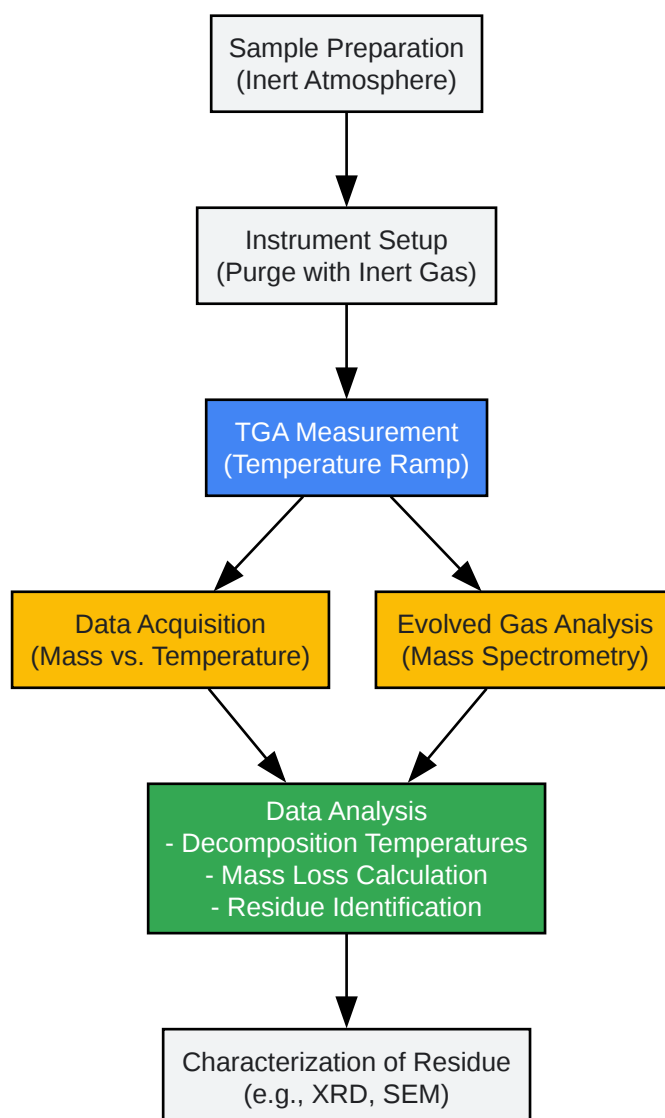 Sample Preparation
(Inert Atmosphere)
Instrument Setup
(Purge with Inert Gas)
TGA Measurement
(Temperature Ramp)
Data Acquisition
(Mass vs. Temperature)
Evolved Gas Analysis
(Mass Spectrometry)
Data Analysis
- Decomposition Temperatures
- Mass Loss Calculation
- Residue Identification
Characterization of Residue
(e.g., XRD, SEM)